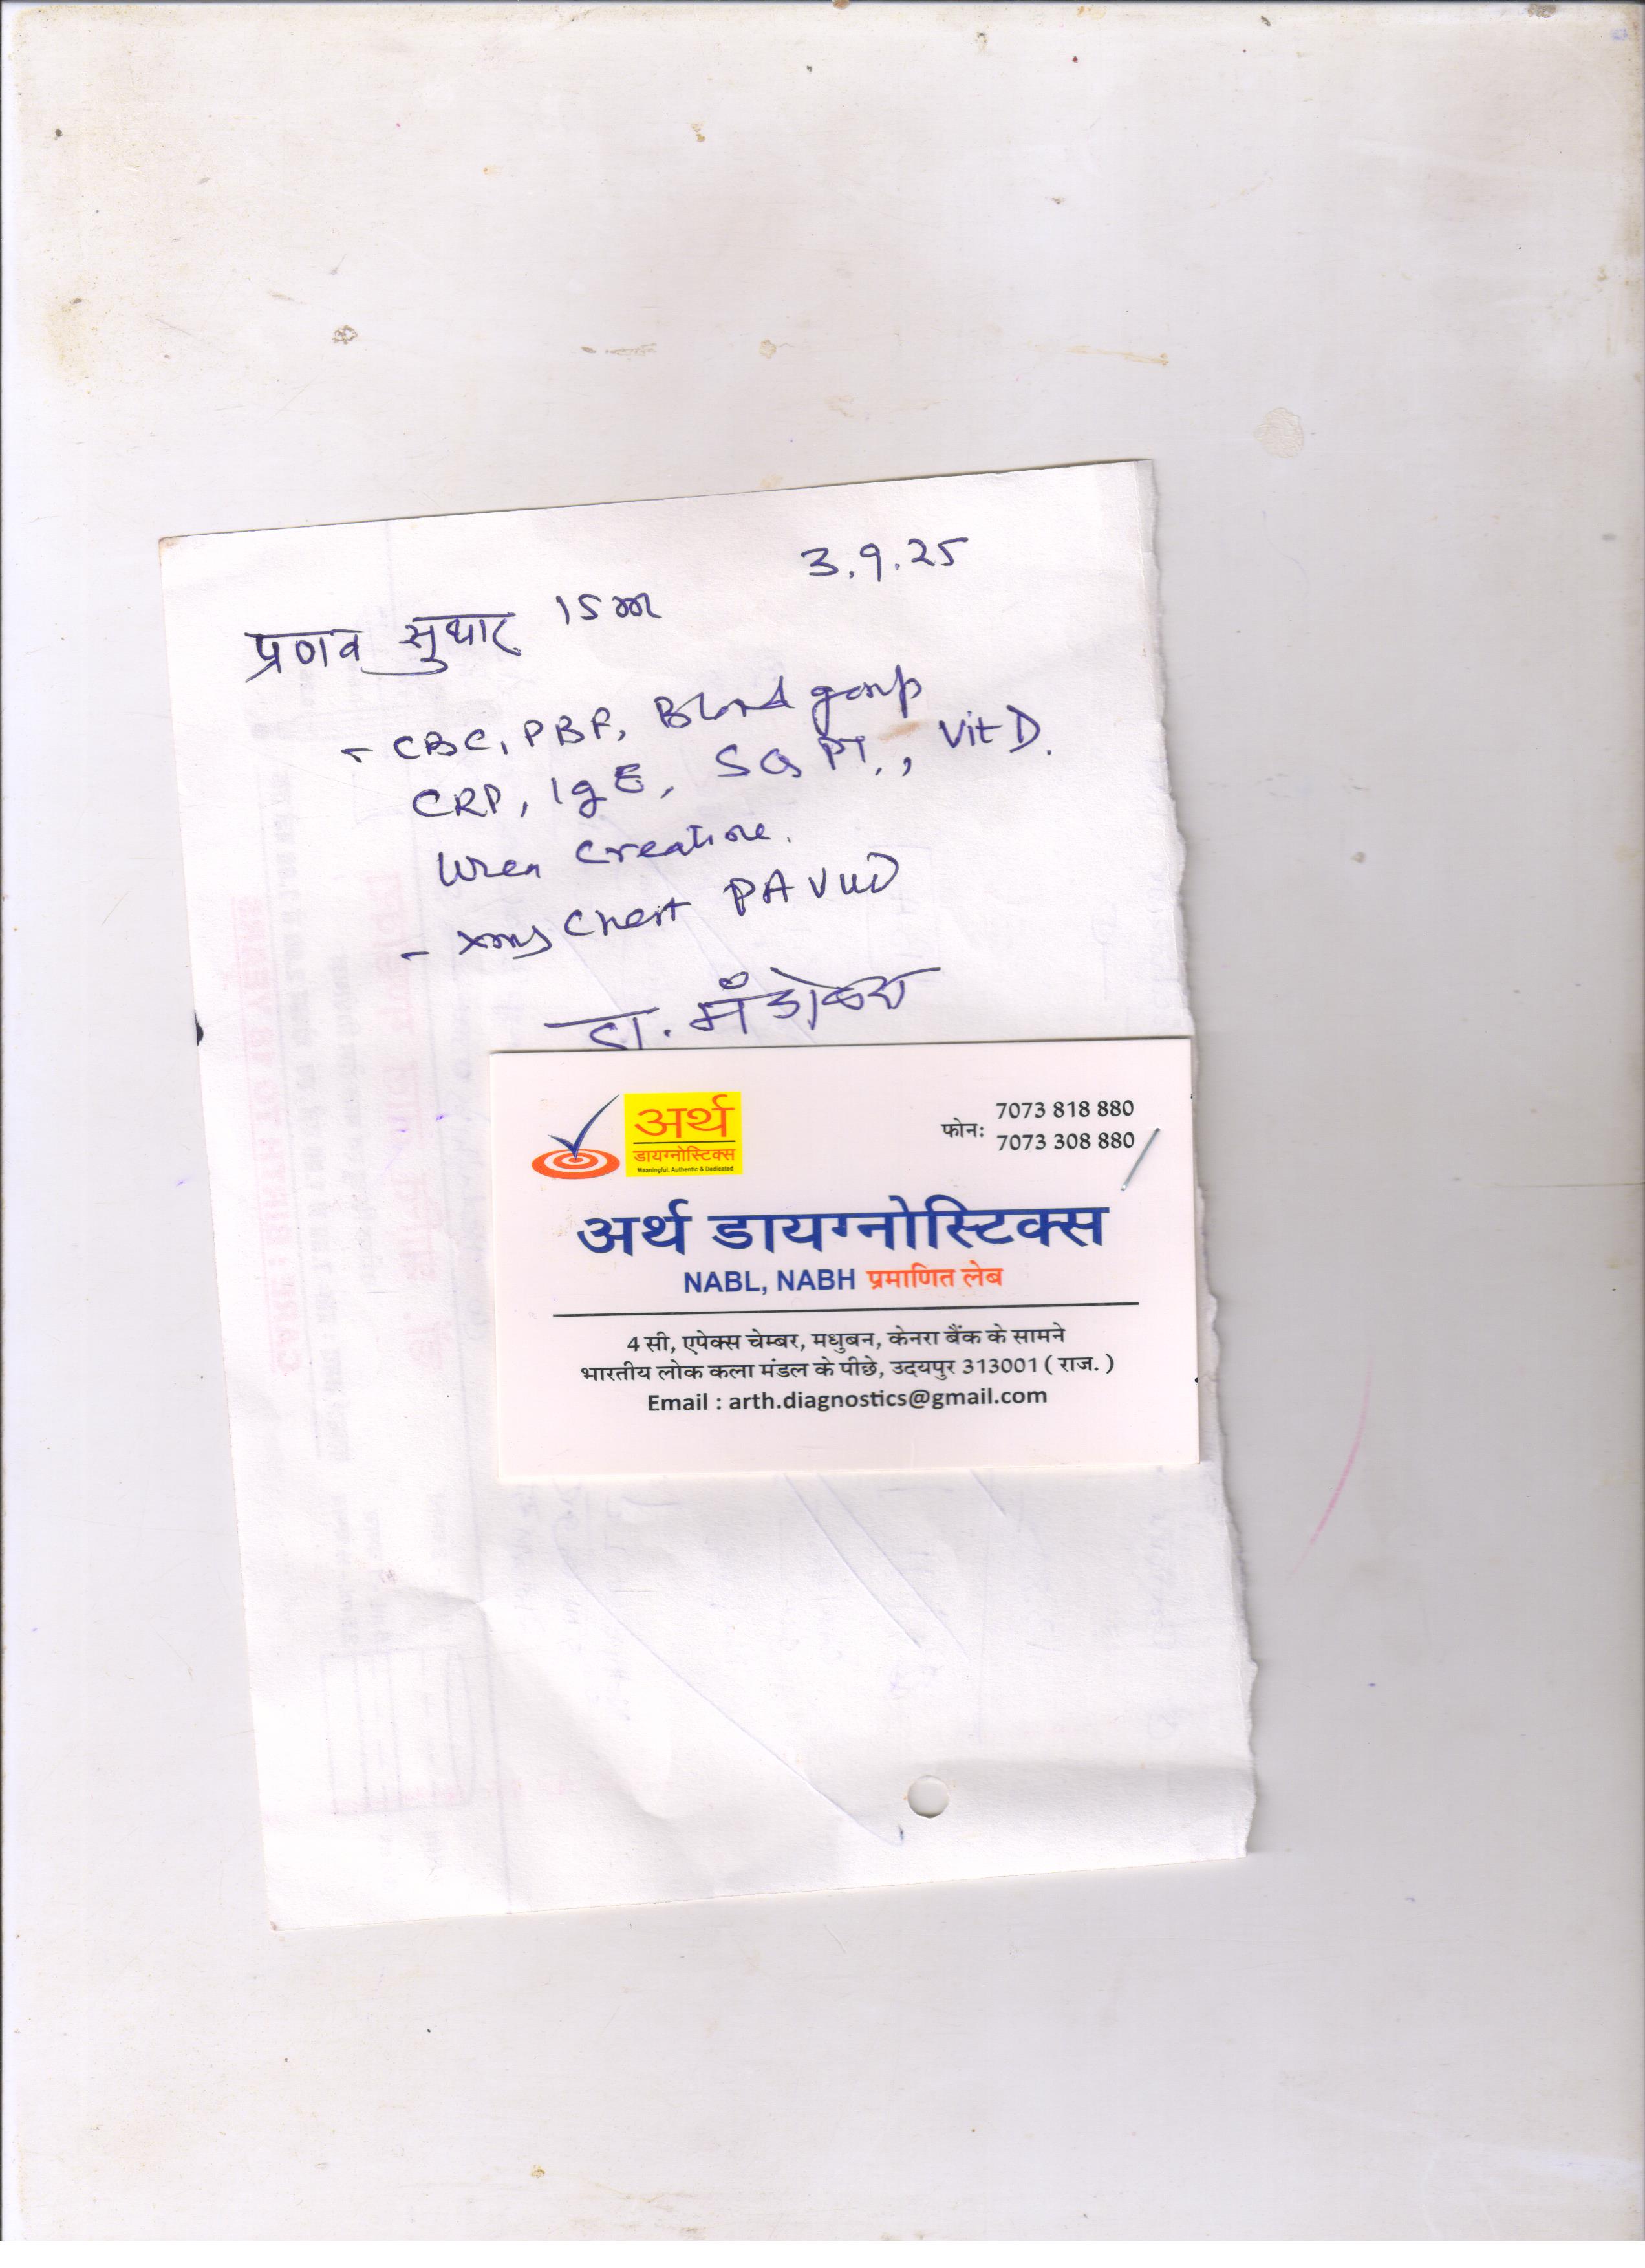 3.9.25
प्रणव सुथार 15 m
- CBC, PBF, Blood group
CRP, IgE, SGPT., Vit D.
Urea Creatine.
- Xray Chest PA VIEW
डा.
अर्थ
डायग्नोस्टिक्स
Meaningful, Authentic & Dedicated
फोन: 7073 818 880
7073 308 880
अर्थ डायग्नोस्टिक्स
NABL, NABH प्रमाणित लेब
4 सी, एपेक्स चेम्बर, मधुबन, केनरा बैंक के सामने
भारतीय लोक कला मंडल के पीछे, उदयपुर 313001 ( राज. )
Email : arth.diagnostics@gmail.com